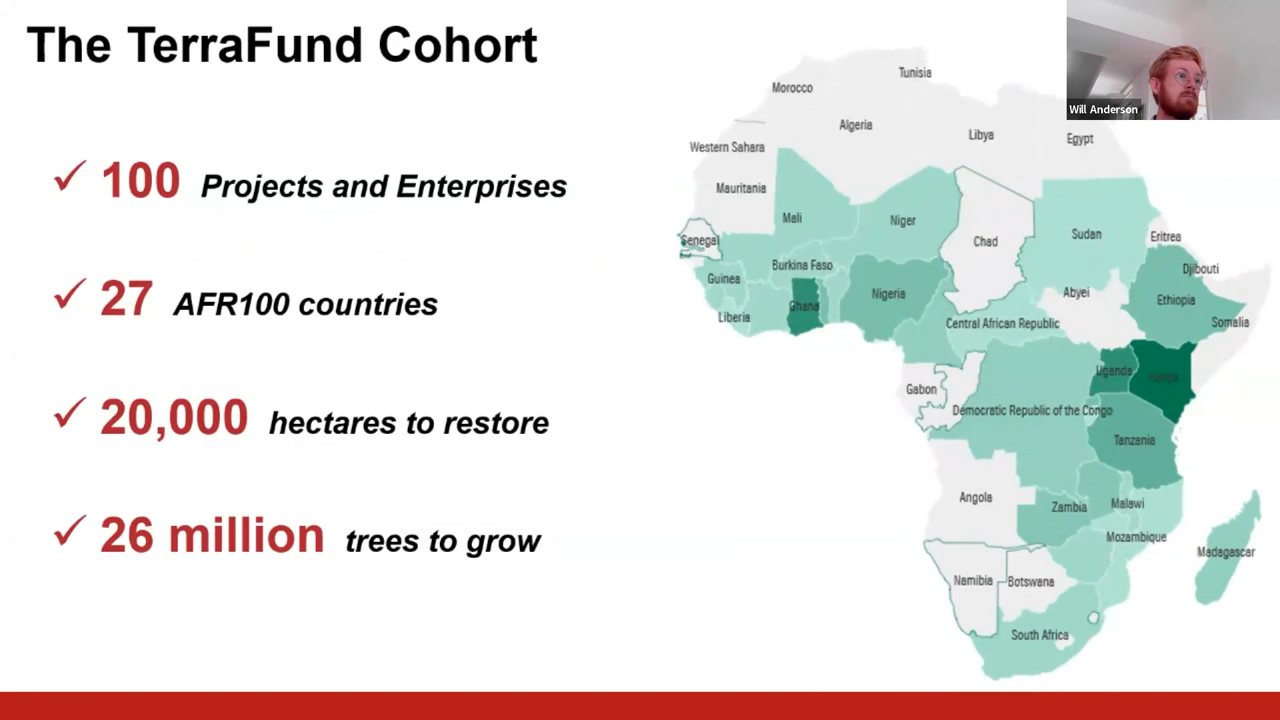 The TerraFund Cohort
✓ 100 Projects and Enterprises
✓ 27 AFR100 countries
✓ 20,000 hectares to restore
✓ 26 million trees to grow
Will Anderson
Tunisia
Morocco
Algeria
Libya
Egypt
Western Sahara
Mauritania
Mali
Niger
Chad
Sudan
Eritrea
Senegal
Burkina Faso
Djibouti
Guinea
Nigeria
Abyei
Ethiopia
Ghana
Liberia
Central African Republic
Somalia
Uganda
Kenya
Gabon
Democratic Republic of the Congo
Tanzania
Angola
Zambia
Malawi
Mozambique
Madagascar
Namibia
Botswana
South Africa